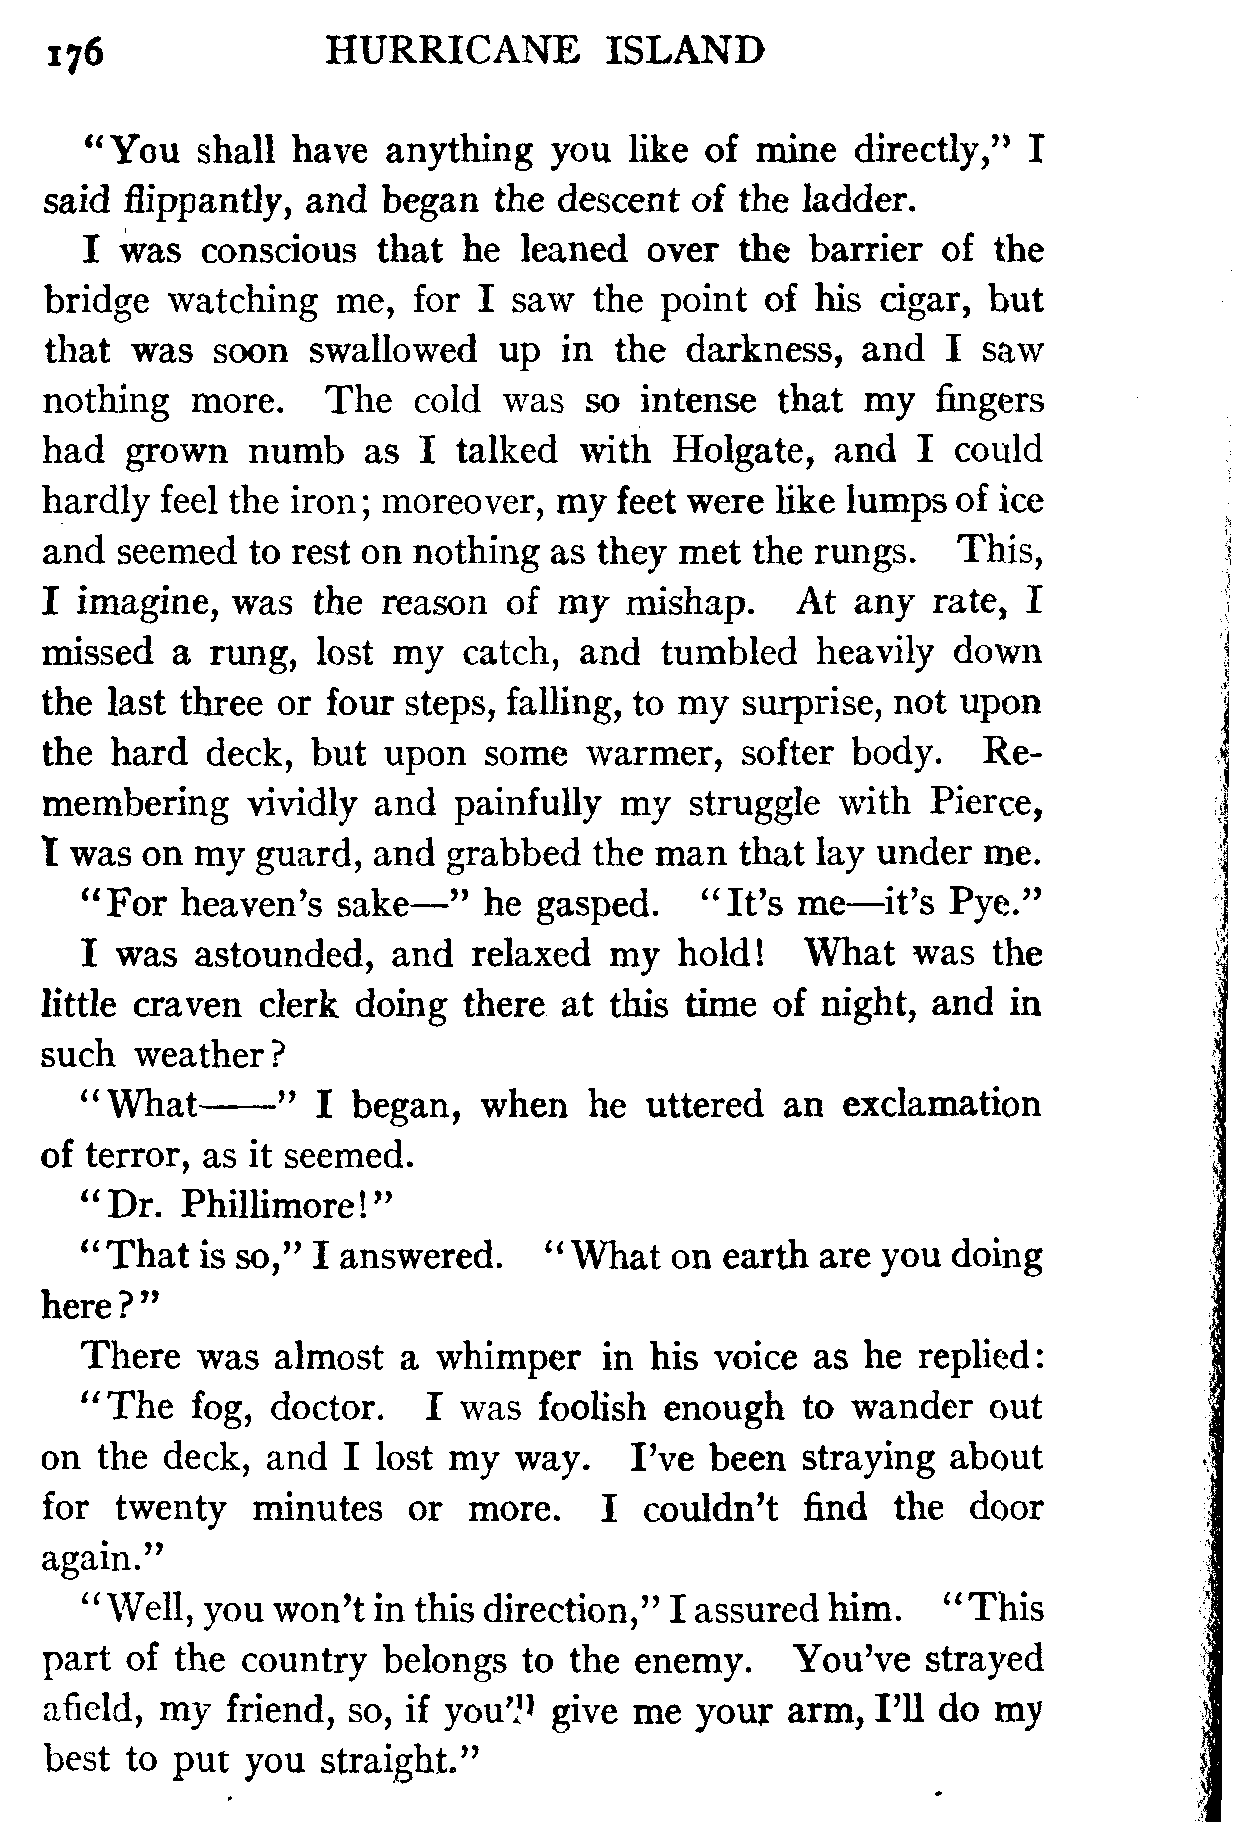 176 HURRICANE ISLAND
"You shall have anything you like of mine directly," I
said flippantly, and began the descent of the ladder.
I was conscious that he leaned over the barrier of the
bridge watching me, for I saw the point of his cigar, but
that was soon swallowed up in the darkness, and I saw
nothing more. The cold was so intense that my fingers
had grown numb as I talked with Holgate, and I could
hardly feel the iron; moreover, my feet were like lumps of ice
and seemed to rest on nothing as they met the rungs. This,
I imagine, was the reason of my mishap. At any rate, I
missed a rung, lost my catch, and tumbled heavily down
the last three or four steps, falling, to my surprise, not upon
the hard deck, but upon some warmer, softer body. Re-
membering vividly and painfully my struggle with Pierce,
I was on my guard, and grabbed the man that lay under me.
"For heaven's sake—" he gasped. "It's me—it's Pye."
I was astounded, and relaxed my hold! What was the
little craven clerk doing there at this time of night, and in
such weather?
"What——" I began, when he uttered an exclamation
of terror, as it seemed.
"Dr. Phillimore!"
"That is so," I answered. "What on earth are you doing
here?"
There was almost a whimper in his voice as he replied:
"The fog, doctor. I was foolish enough to wander out
on the deck, and I lost my way. I've been straying about
for twenty minutes or more. I couldn't find the door
again."
"Well, you won't in this direction," I assured him. "This
part of the country belongs to the enemy. You've strayed
afield, my friend, so, if you'll give me your arm, I'll do my
best to put you straight."